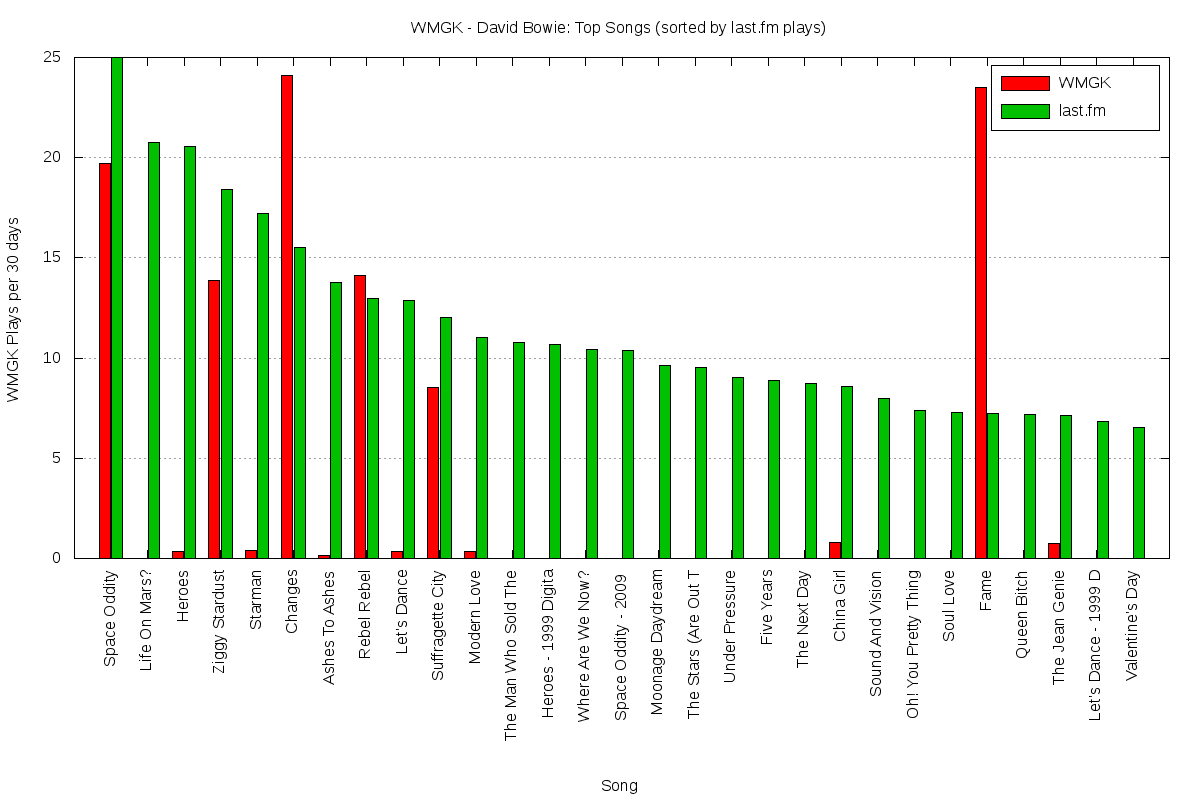 WMGK - David Bowie: Top Songs (sorted by last.fm plays)
WMGK
last.fm
WMGK Plays per 30 days
25
20
15
10
5
0
Space Oddity
Life On Mars?
Heroes
Ziggy Stardust
Starman
Changes
Ashes To Ashes
Rebel Rebel
Let's Dance
Suffragette City
Modern Love
The Man Who Sold The
Heroes - 1999 Digita
Where Are We Now?
Space Oddity - 2009
Moonage Daydream
The Stars (Are Out T
Under Pressure
Five Years
The Next Day
China Girl
Sound And Vision
Oh! You Pretty Thing
Soul Love
Fame
Queen Bitch
The Jean Genie
Let's Dance - 1999 D
Valentine's Day
Song